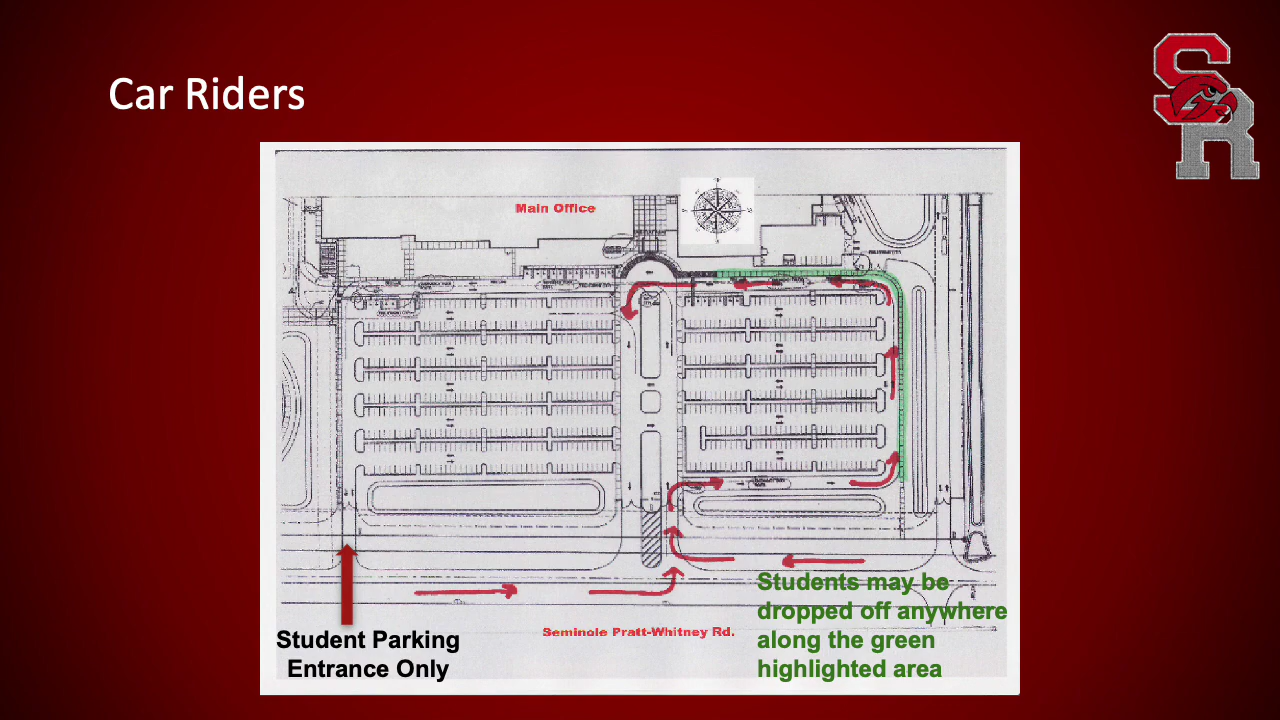 Car Riders
SR
Main Office
Student Parking
Entrance Only
Seminole Pratt-Whitney Rd.
Students may be
dropped off anywhere
along the green
highlighted area